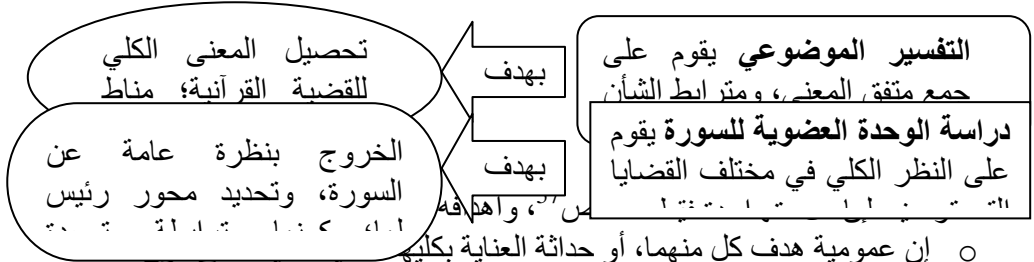 التفسير الموضوعي يقوم على
جمع متفق المعنى، ومترابط الشأن
بهدف
تحصيل المعنى الكلي
للقضية القرآنية؛ مناط
دراسة الوحدة العضوية للسورة يقوم
على النظر الكلي في مختلف القضايا
بهدف
الخروج بنظرة عامة عن
السورة، وتحديد محور رئيس
57، وأهدافه
o إن عمومية هدف كل منهما، أو حداثة العناية بكليهما